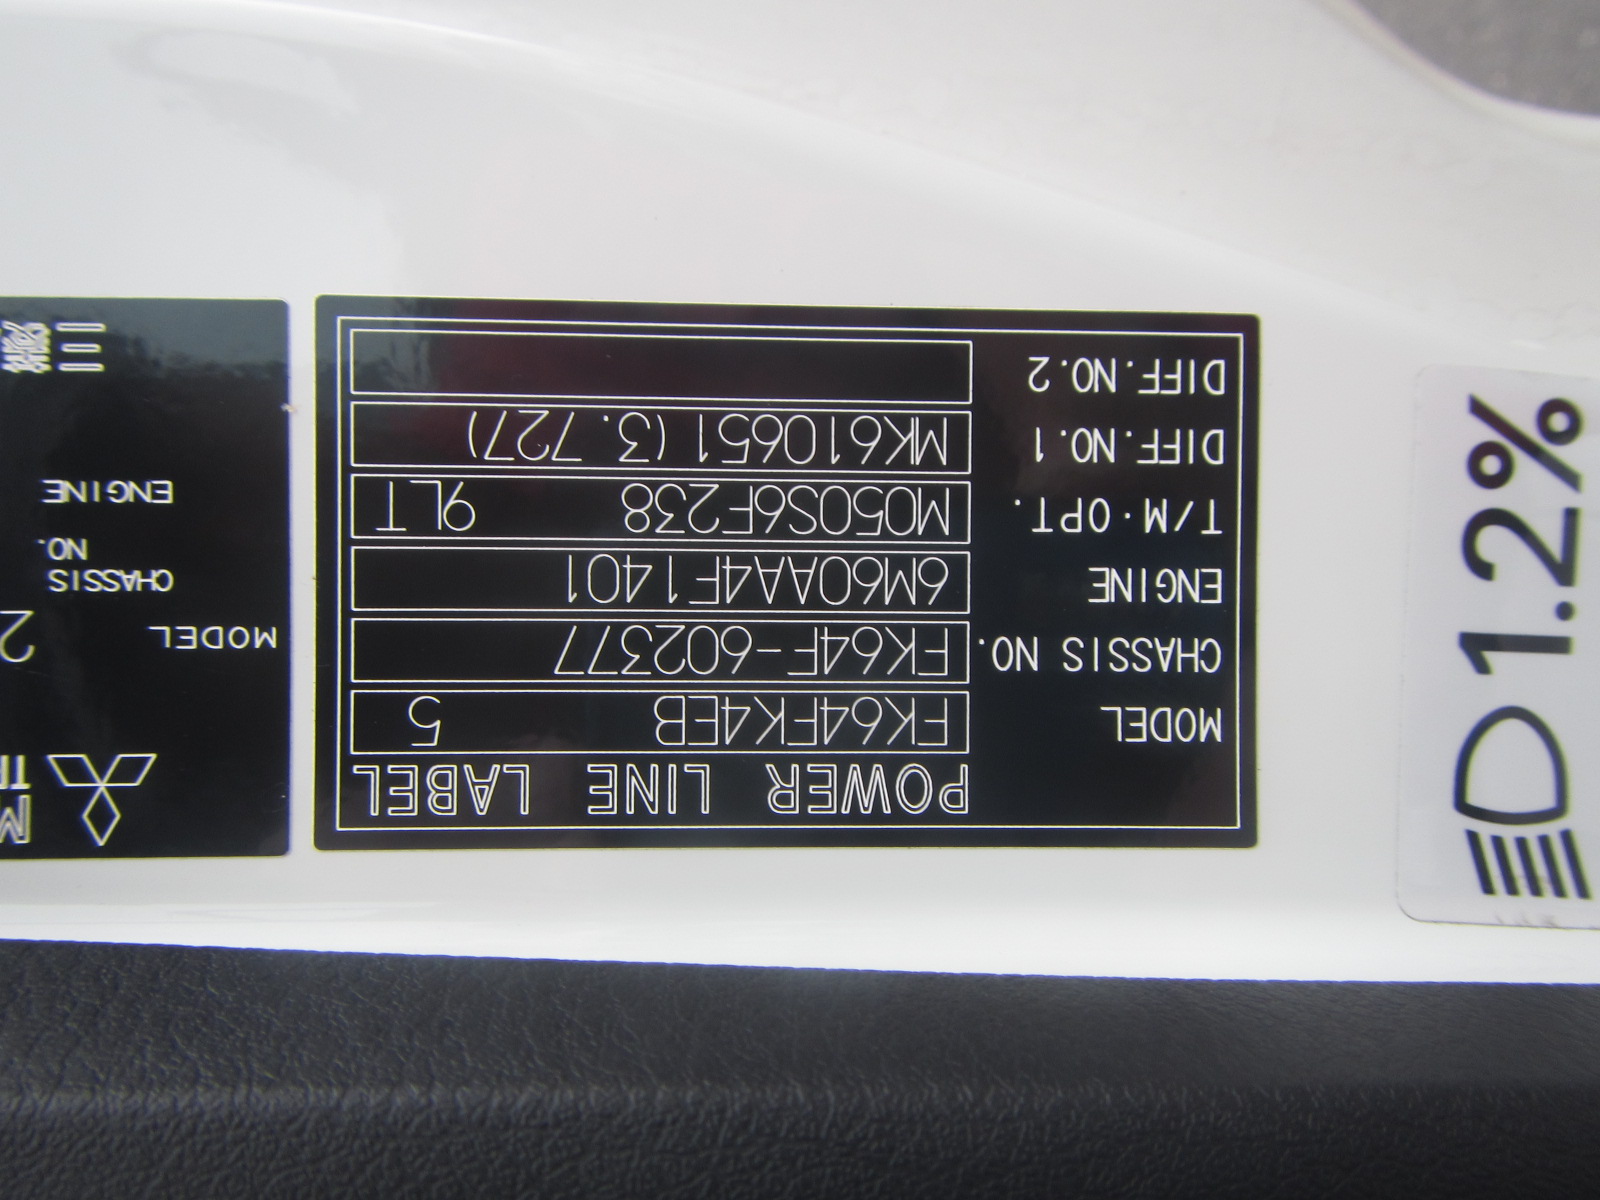 POWER LINE LABEL
MODEL FK64FK4EB 5
CHASSIS NO. FK64F-602377
ENGINE 6M60AA4F1401
T/M·OPT. M050S6F238 9LT
DIFF.NO.1 MK610651(3.727)
DIFF.NO.2
MODEL 2
CHASSIS
NO.
ENGINE
1.2%